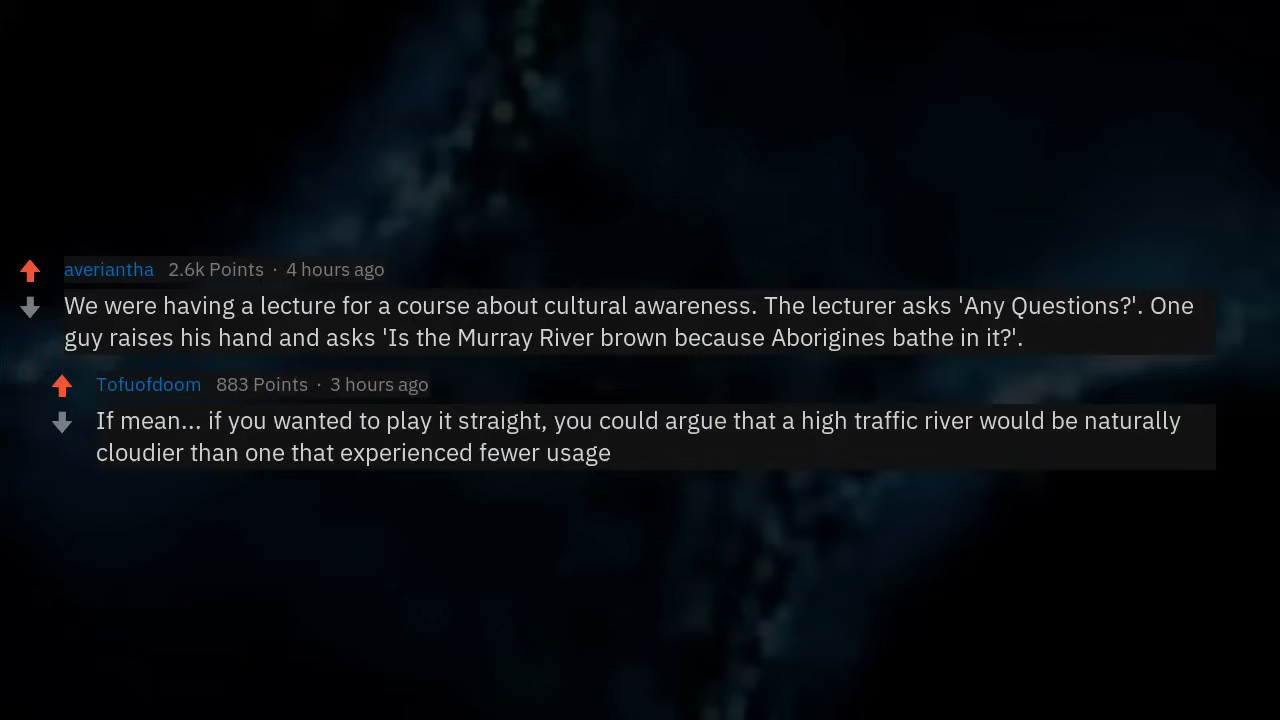 averiantha 2.6k Points · 4 hours ago
We were having a lecture for a course about cultural awareness. The lecturer asks 'Any Questions?'. One
guy raises his hand and asks 'Is the Murray River brown because Aborigines bathe in it?'.
Tofuofdoom 883 Points · 3 hours ago
If mean... if you wanted to play it straight, you could argue that a high traffic river would be naturally
cloudier than one that experienced fewer usage